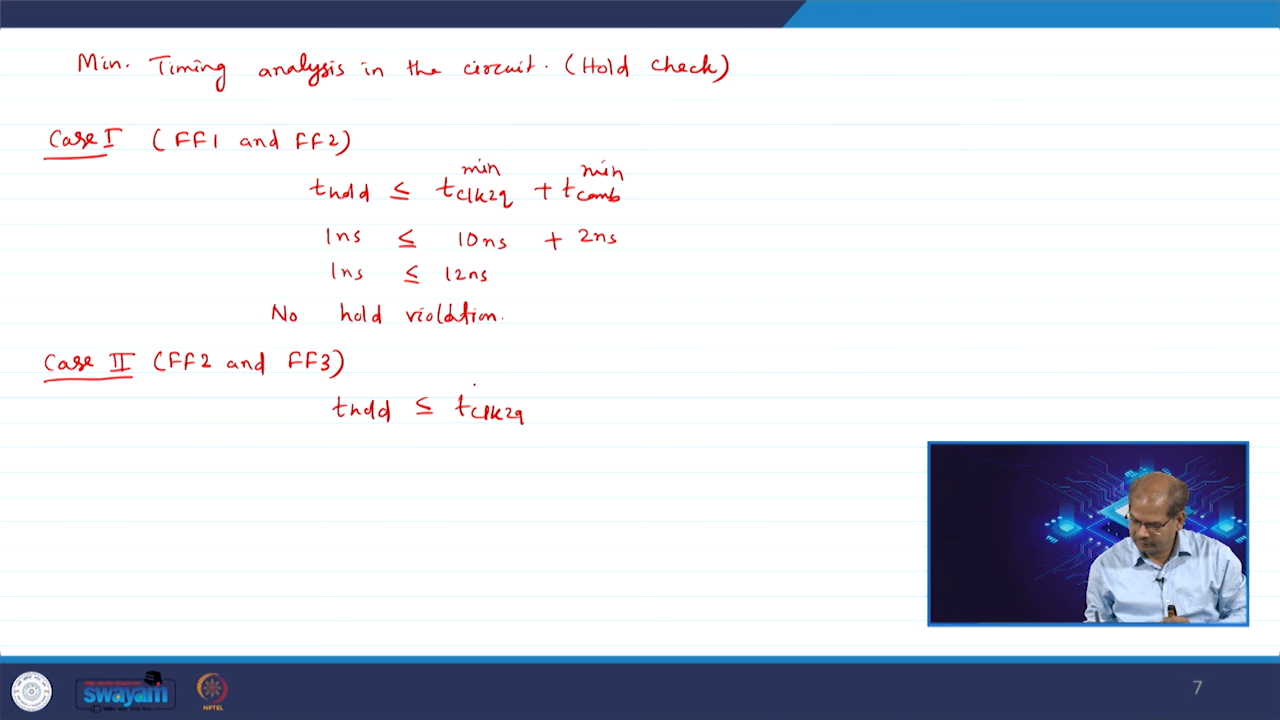 Min. Timing analysis in the circuit. (Hold check)
Case I (FF1 and FF2)
thold ≤ tclk2q min + tcomb min
1ns ≤ 10ns + 2ns
1ns ≤ 12ns
No hold violation.
Case II (FF2 and FF3)
thold ≤ tclk2q
swayam
NPTEL
7